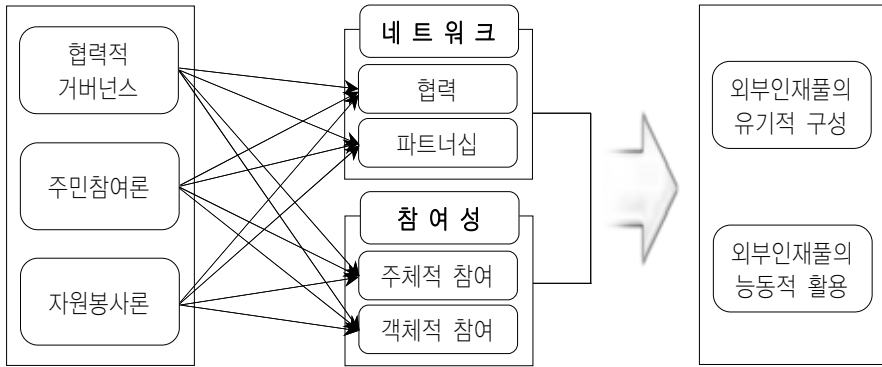 협력적
거버넌스
주민참여론
자원봉사론
네 트 워 크
협력
파트너십
참 여 성
주체적 참여
객체적 참여
외부인재풀의
유기적 구성
외부인재풀의
능동적 활용